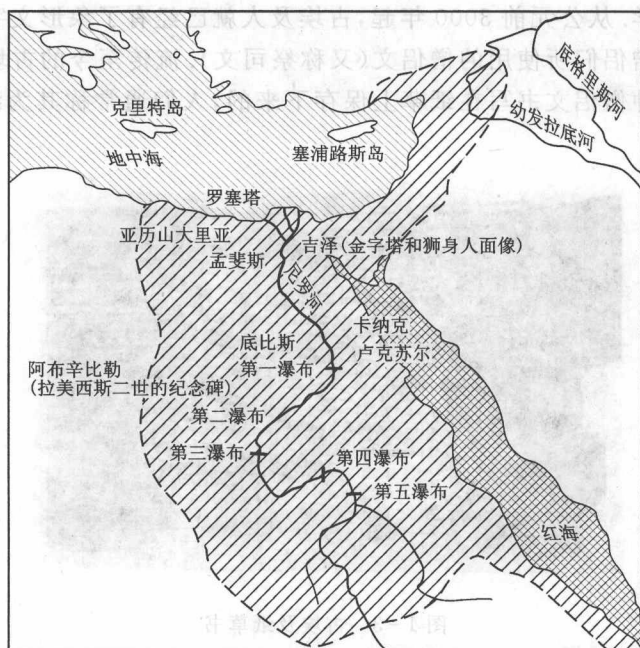 克里特岛
地中海
塞浦路斯岛
底格里斯河
幼发拉底河
罗塞塔
亚历山大里亚
孟斐斯
吉泽(金字塔和狮身人面像)
尼罗河
卡纳克
卢克苏尔
底比斯
第一瀑布
阿布辛比勒
(拉美西斯二世的纪念碑)
第二瀑布
第三瀑布
第四瀑布
第五瀑布
红海